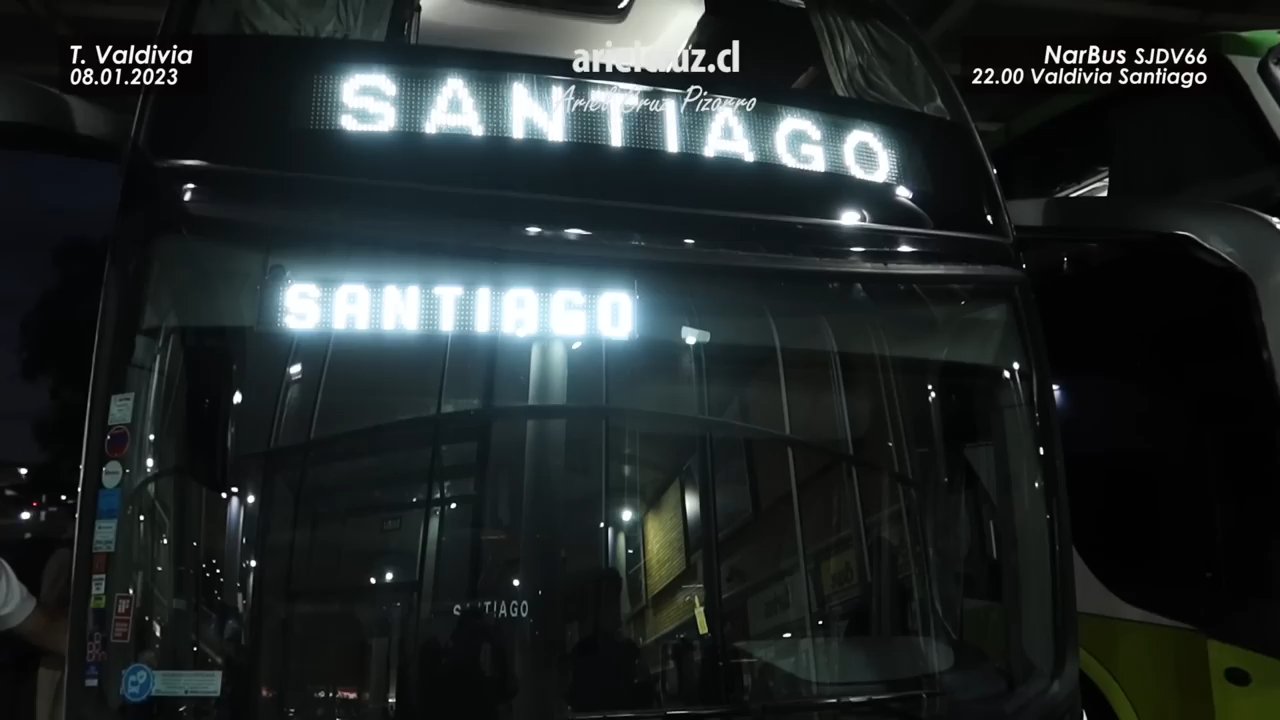 T. Valdivia
08.01.2023
arielcruz.cl
Ariel Cruz Pizarro
NarBus SJDV66
22.00 Valdivia Santiago
SANTIAGO
SANTIAGO
SANTIAGO